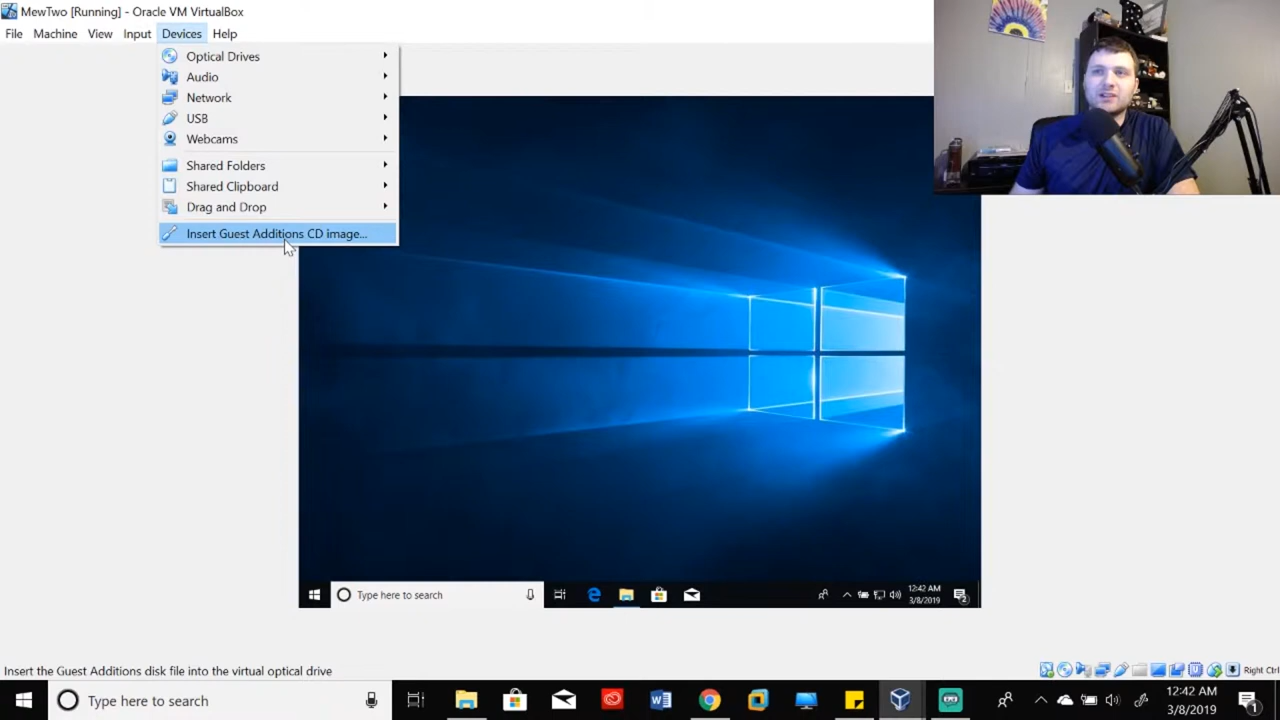 MewTwo [Running] - Oracle VM VirtualBox
File Machine View Input Devices Help
Optical Drives
Audio
Network
USB
Webcams
Shared Folders
Shared Clipboard
Drag and Drop
Insert Guest Additions CD image...
Type here to search
12:42 AM
3/8/2019
2
Insert the Guest Additions disk file into the virtual optical drive
Right Ctrl
Type here to search
12:42 AM
3/8/2019
1